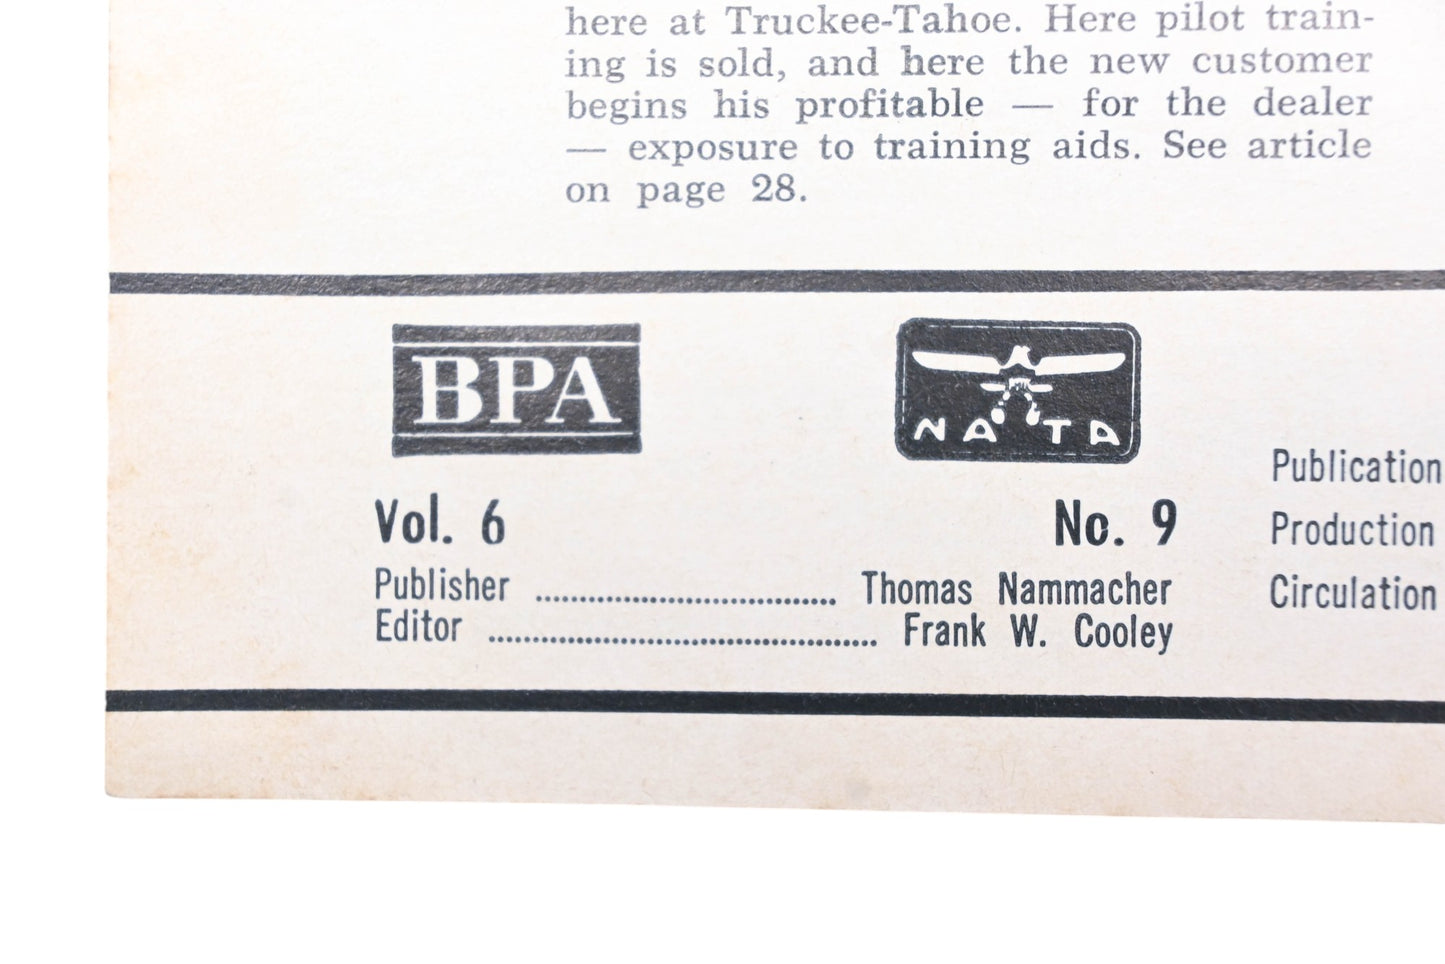 here at Truckee-Tahoe. Here pilot train-
ing is sold, and here the new customer
begins his profitable — for the dealer
— exposure to training aids. See article
on page 28.
BPA
NATA
Vol. 6 No. 9
Publisher .................................... Thomas Nammacher
Editor ............................................... Frank W. Cooley
Publication
Production
Circulation